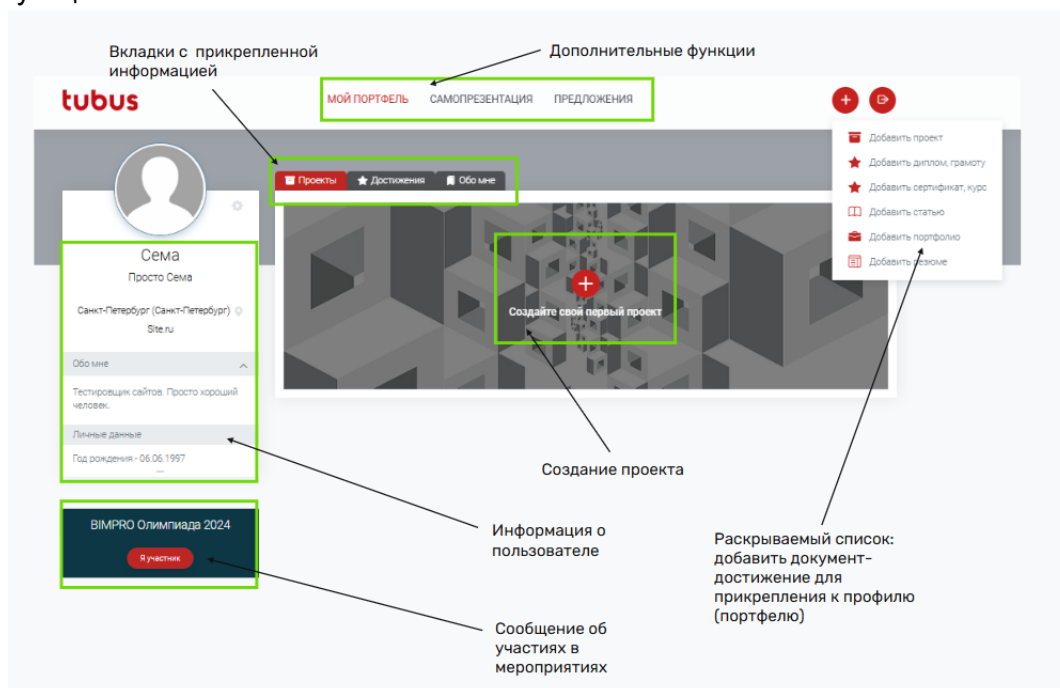 Вкладки с прикрепленной
информацией
Дополнительные функции
tubus
МОЙ ПОРТФЕЛЬ САМОПРЕЗЕНТАЦИЯ ПРЕДЛОЖЕНИЯ
Добавить проект
Добавить диплом, грамоту
Добавить сертификат, курс
Добавить статью
Добавить портфолио
Добавить резюме
Проекты Достижения Обо мне
Создайте свой первый проект
Сема
Просто Сема
Санкт-Петербург (Санкт-Петербург)
Site.ru
Обо мне
Тестировщик сайтов. Просто хороший
человек.
Личные данные
Год рождения - 06.06.1997
BIMPRO Олимпиада 2024
Я участник
Создание проекта
Информация о
пользователе
Раскрываемый список:
добавить документ-
достижение для
прикрепления к профилю
(портфелю)
Сообщение об
участиях в
мероприятиях